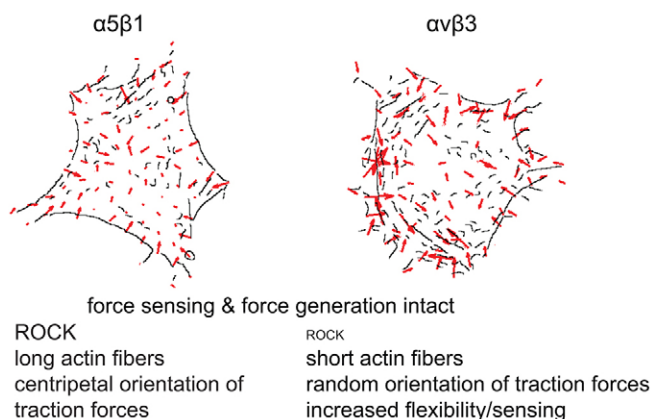 α5β1
αvβ3
force sensing & force generation intact
ROCK
long actin fibers
centripetal orientation of
traction forces
ROCK
short actin fibers
random orientation of traction forces
increased flexibility/sensing